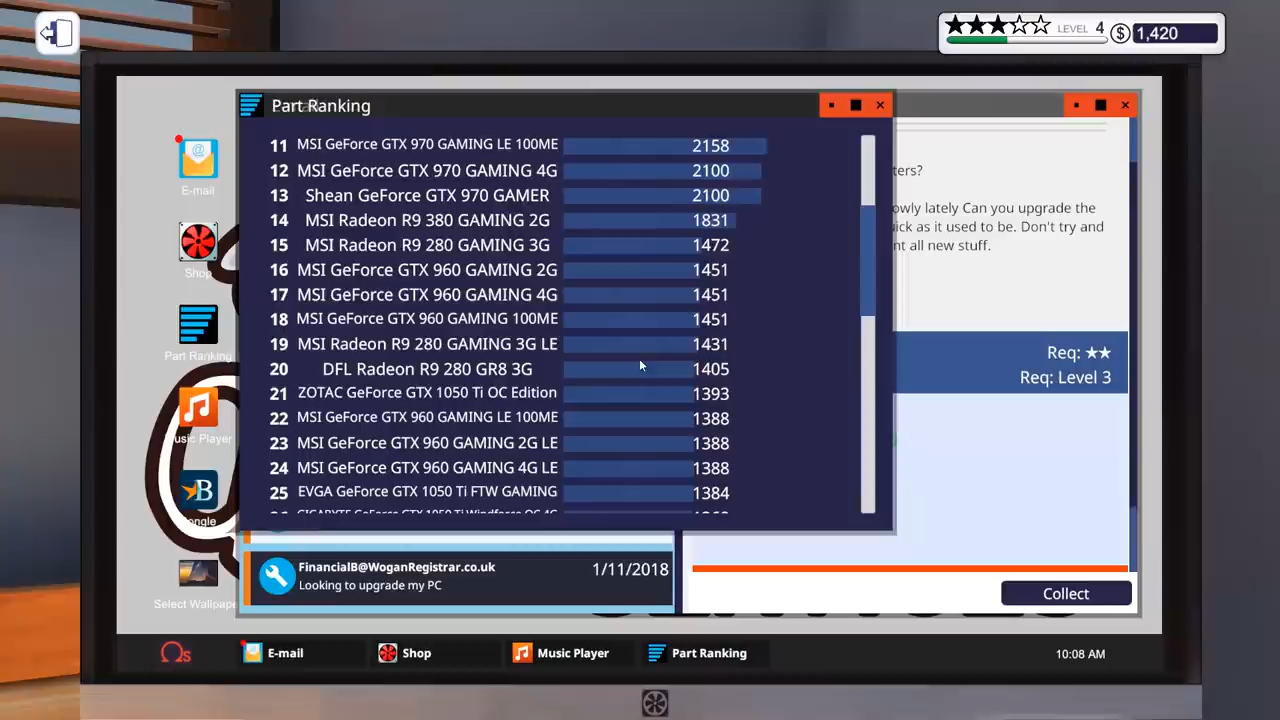 LEVEL 4
$ 1,420
Part Ranking
11 MSI GeForce GTX 970 GAMING LE 100ME 2158
12 MSI GeForce GTX 970 GAMING 4G 2100
13 Shean GeForce GTX 970 GAMER 2100
14 MSI Radeon R9 380 GAMING 2G 1831
15 MSI Radeon R9 280 GAMING 3G 1472
16 MSI GeForce GTX 960 GAMING 2G 1451
17 MSI GeForce GTX 960 GAMING 4G 1451
18 MSI GeForce GTX 960 GAMING 100ME 1451
19 MSI Radeon R9 280 GAMING 3G LE 1431
20 DFL Radeon R9 280 GR8 3G 1405
21 ZOTAC GeForce GTX 1050 Ti OC Edition 1393
22 MSI GeForce GTX 960 GAMING LE 100ME 1388
23 MSI GeForce GTX 960 GAMING 2G LE 1388
24 MSI GeForce GTX 960 GAMING 4G LE 1388
25 EVGA GeForce GTX 1050 Ti FTW GAMING 1384
E-mail
Shop
Part Ranking
Music Player
Select Wallpape
ters?
owly lately Can you upgrade the
uick as it used to be. Don't try and
nt all new stuff.
Req: ★★
Req: Level 3
FinancialB@WoganRegistrar.co.uk 1/11/2018
Looking to upgrade my PC
Collect
Ωs E-mail Shop Music Player Part Ranking 10:08 AM